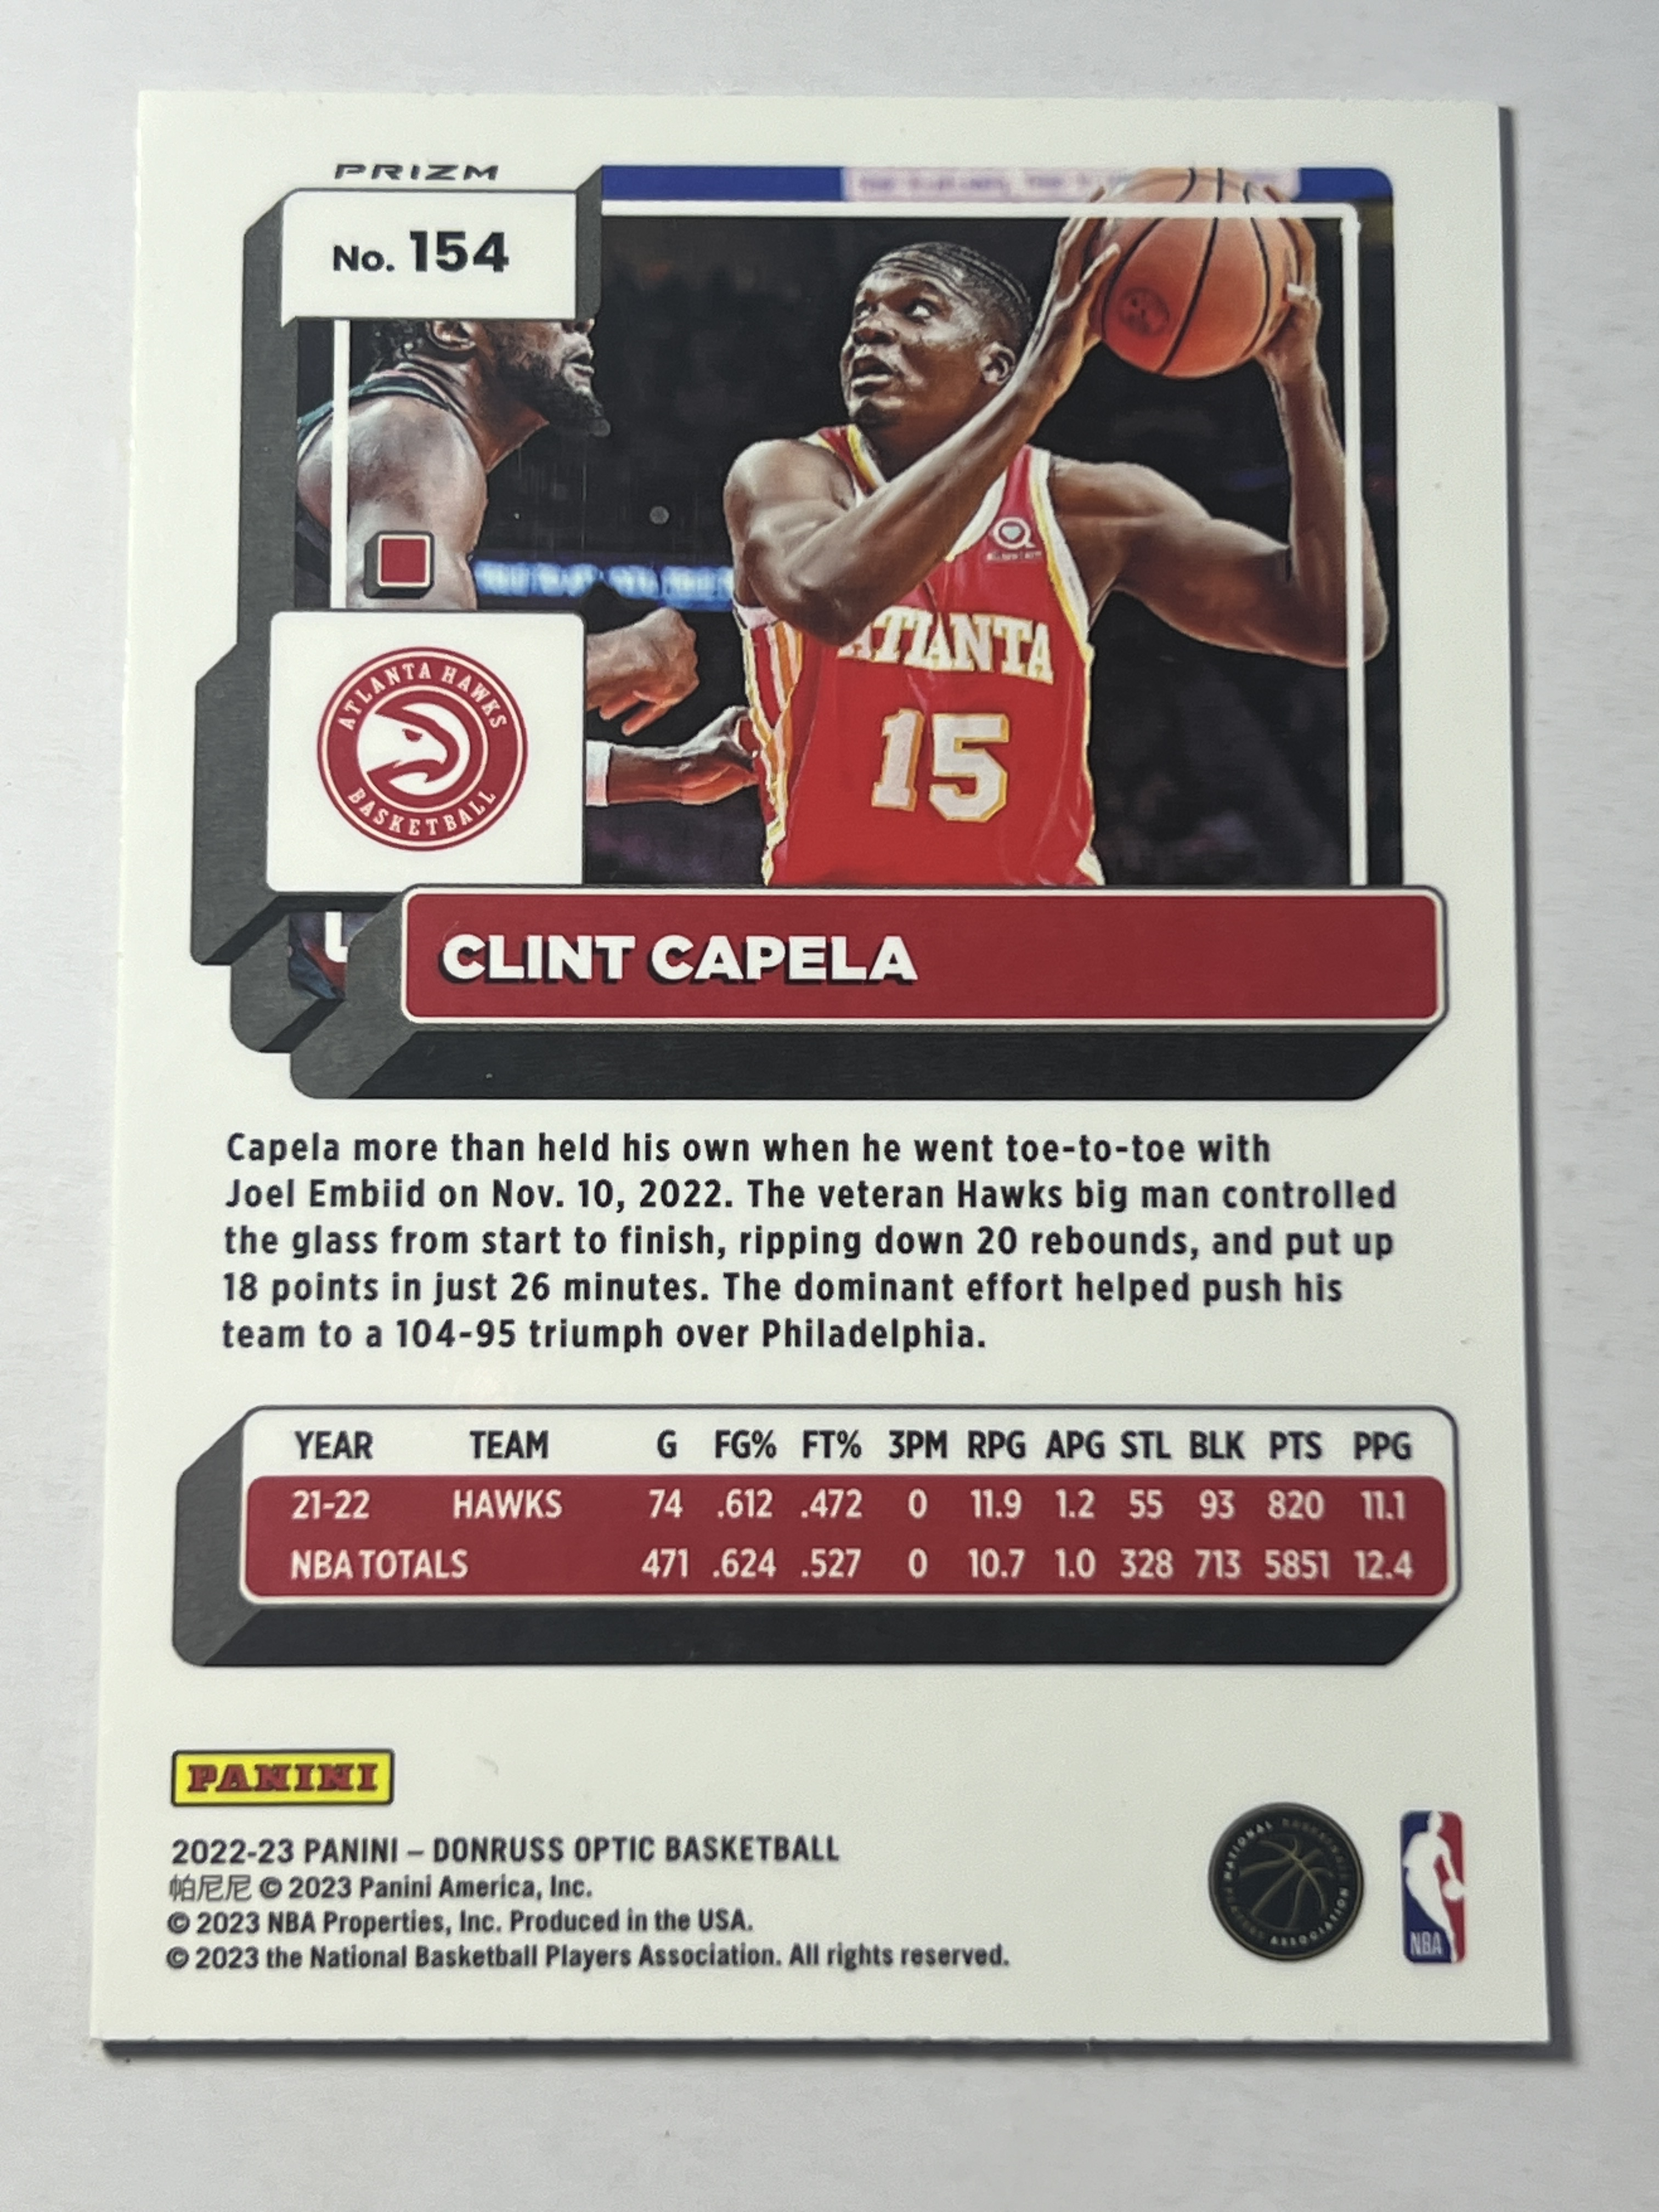 PRIZM
No. 154
ATLANTA
15
ATLANTA HAWKS
BASKETBALL
CLINT CAPELA
Capela more than held his own when he went toe-to-toe with
Joel Embiid on Nov. 10, 2022. The veteran Hawks big man controlled
the glass from start to finish, ripping down 20 rebounds, and put up
18 points in just 26 minutes. The dominant effort helped push his
team to a 104-95 triumph over Philadelphia.
YEAR TEAM G FG% FT% 3PM RPG APG STL BLK PTS PPG
21-22 HAWKS 74 .612 .472 0 11.9 1.2 55 93 820 11.1
NBA TOTALS 471 .624 .527 0 10.7 1.0 328 713 5851 12.4
PANINI
2022-23 PANINI – DONRUSS OPTIC BASKETBALL
帕尼尼 © 2023 Panini America, Inc.
© 2023 NBA Properties, Inc. Produced in the USA.
© 2023 the National Basketball Players Association. All rights reserved.
NATIONAL BASKETBALL
PLAYERS ASSOCIATION
NBA